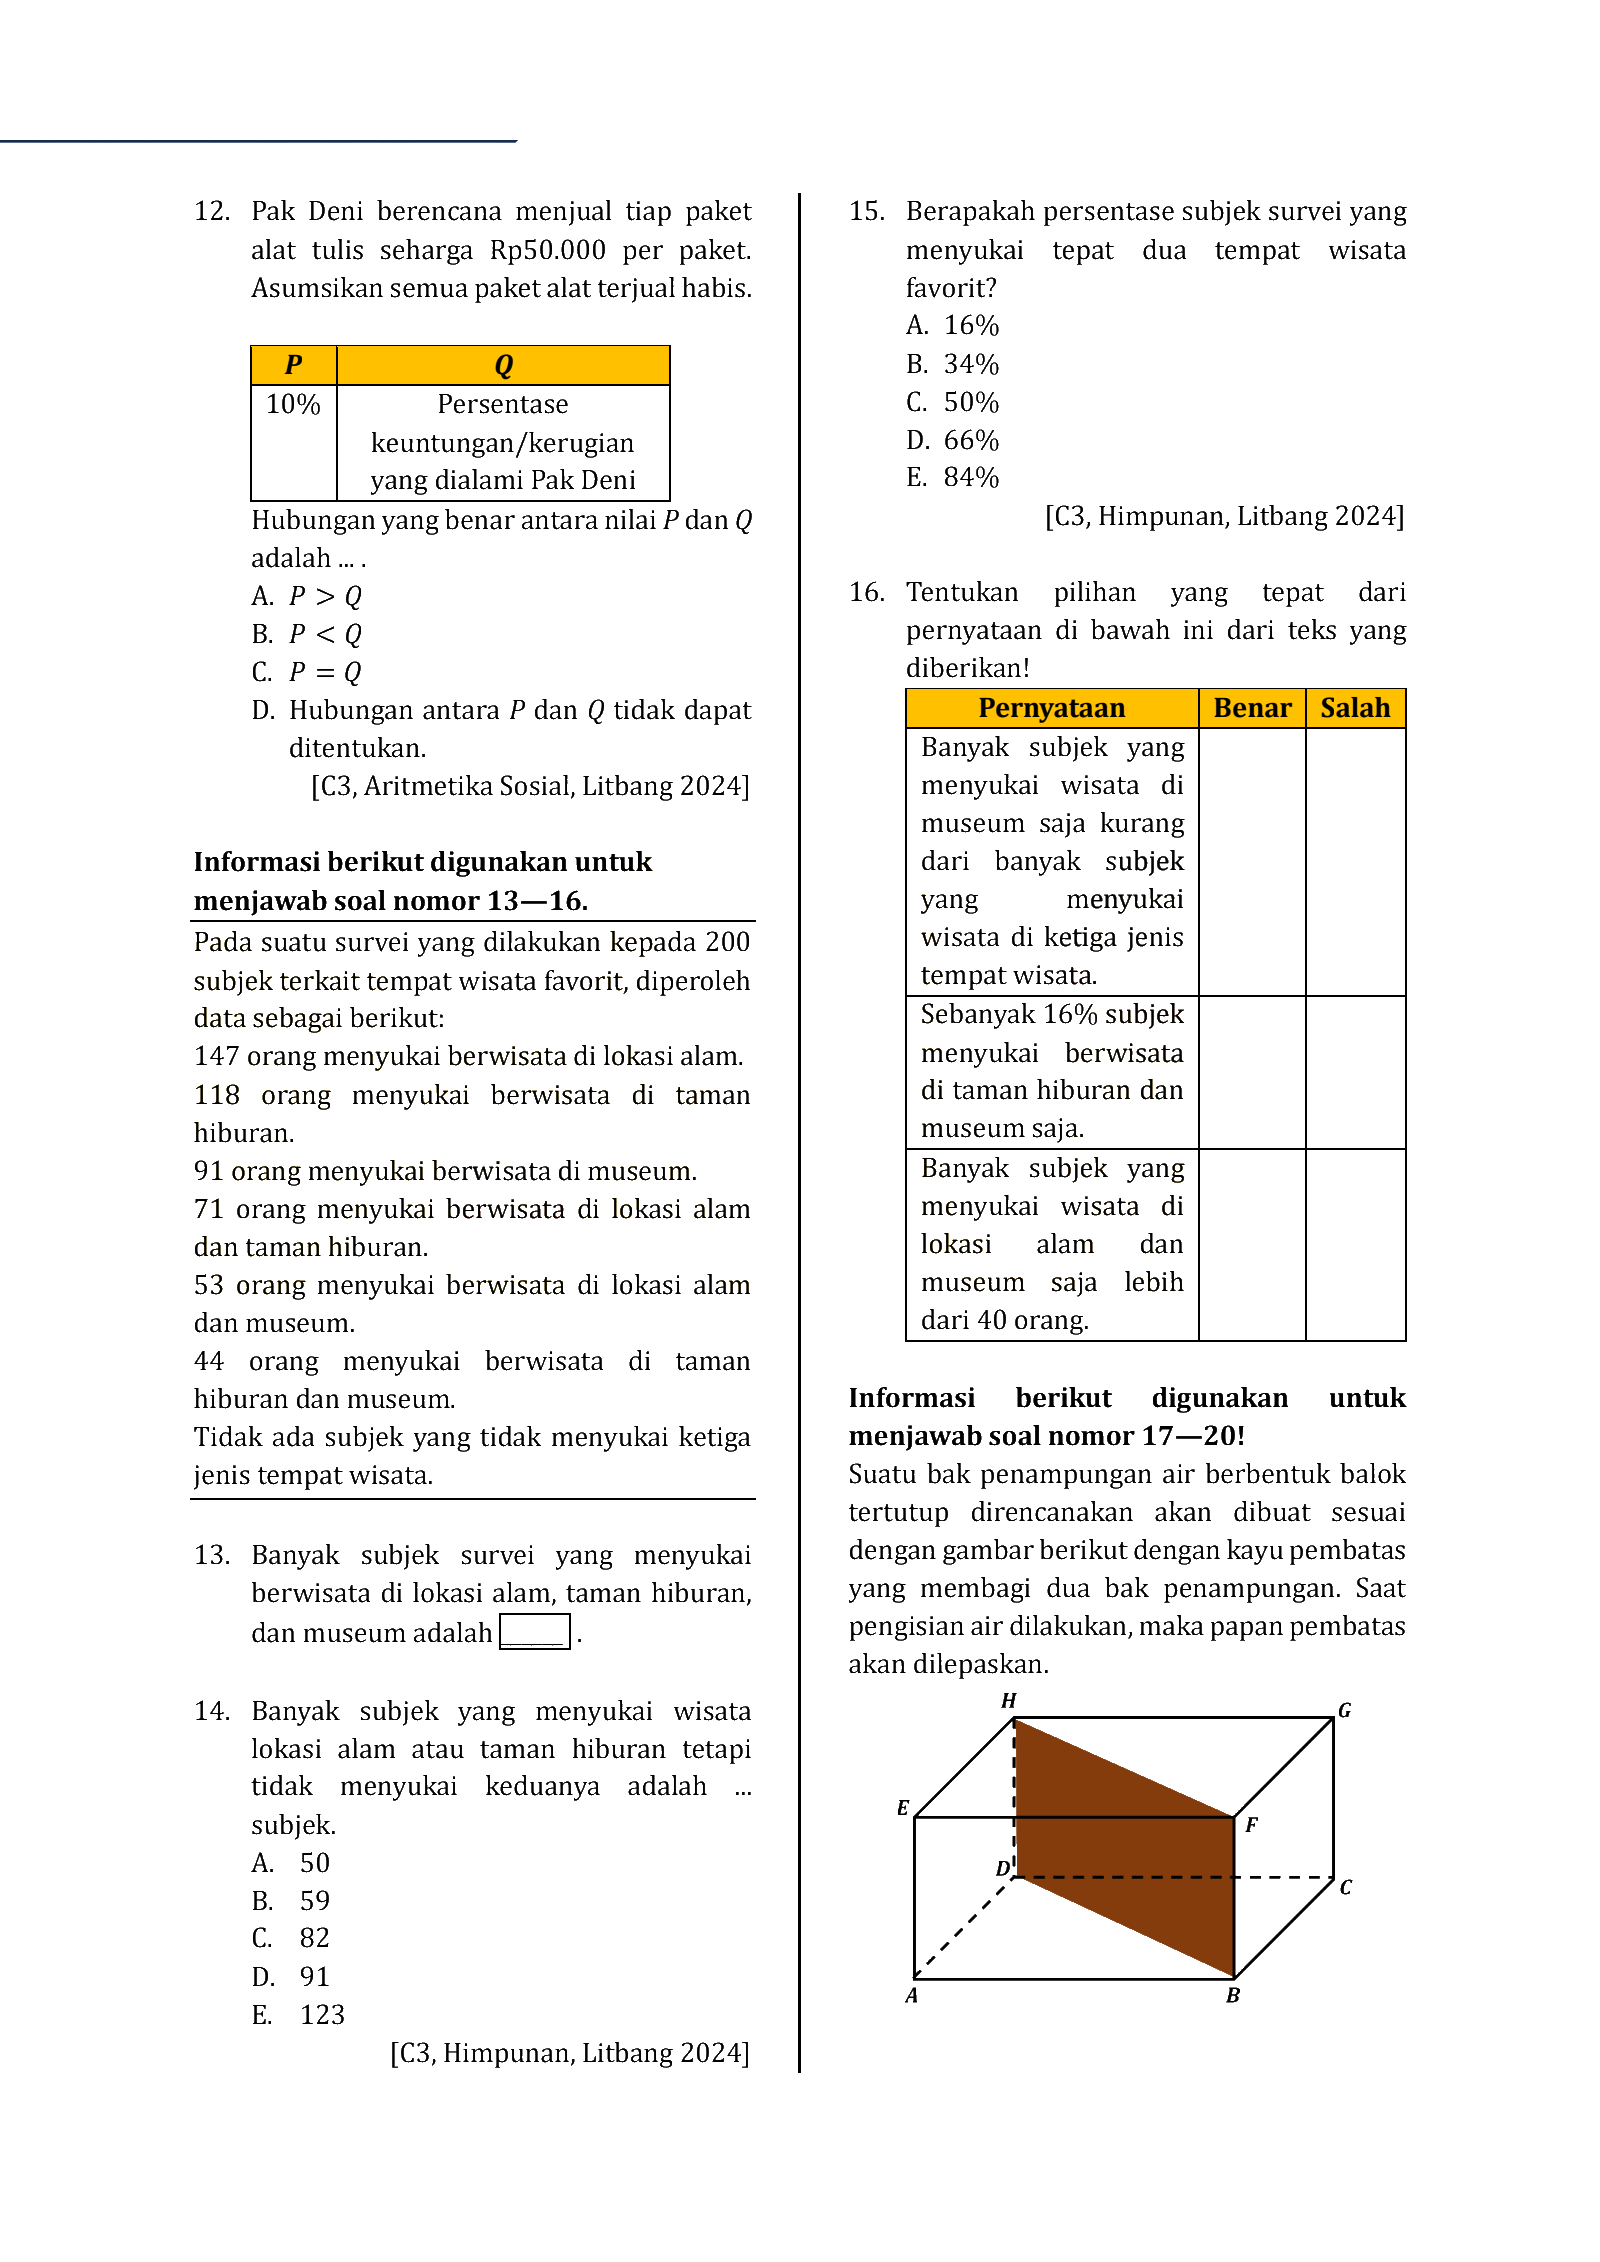 12. Pak Deni berencana menjual tiap paket
alat tulis seharga Rp50.000 per paket.
Asumsikan semua paket alat terjual habis.
P Q
10% Persentase
keuntungan/kerugian
yang dialami Pak Deni
Hubungan yang benar antara nilai P dan Q
adalah ... .
A. P > Q
B. P < Q
C. P = Q
D. Hubungan antara P dan Q tidak dapat
ditentukan.
[C3, Aritmetika Sosial, Litbang 2024]
Informasi berikut digunakan untuk
menjawab soal nomor 13—16.
Pada suatu survei yang dilakukan kepada 200
subjek terkait tempat wisata favorit, diperoleh
data sebagai berikut:
147 orang menyukai berwisata di lokasi alam.
118 orang menyukai berwisata di taman
hiburan.
91 orang menyukai berwisata di museum.
71 orang menyukai berwisata di lokasi alam
dan taman hiburan.
53 orang menyukai berwisata di lokasi alam
dan museum.
44 orang menyukai berwisata di taman
hiburan dan museum.
Tidak ada subjek yang tidak menyukai ketiga
jenis tempat wisata.
13. Banyak subjek survei yang menyukai
berwisata di lokasi alam, taman hiburan,
dan museum adalah _____ .
14. Banyak subjek yang menyukai wisata
lokasi alam atau taman hiburan tetapi
tidak menyukai keduanya adalah ...
subjek.
A. 50
B. 59
C. 82
D. 91
E. 123
[C3, Himpunan, Litbang 2024]
15. Berapakah persentase subjek survei yang
menyukai tepat dua tempat wisata
favorit?
A. 16%
B. 34%
C. 50%
D. 66%
E. 84%
[C3, Himpunan, Litbang 2024]
16. Tentukan pilihan yang tepat dari
pernyataan di bawah ini dari teks yang
diberikan!
Pernyataan Benar Salah
Banyak subjek yang
menyukai wisata di
museum saja kurang
dari banyak subjek
yang menyukai
wisata di ketiga jenis
tempat wisata.
Sebanyak 16% subjek
menyukai berwisata
di taman hiburan dan
museum saja.
Banyak subjek yang
menyukai wisata di
lokasi alam dan
museum saja lebih
dari 40 orang.
Informasi berikut digunakan untuk
menjawab soal nomor 17—20!
Suatu bak penampungan air berbentuk balok
tertutup direncanakan akan dibuat sesuai
dengan gambar berikut dengan kayu pembatas
yang membagi dua bak penampungan. Saat
pengisian air dilakukan, maka papan pembatas
akan dilepaskan.
H
G
E
F
D
C
A
B